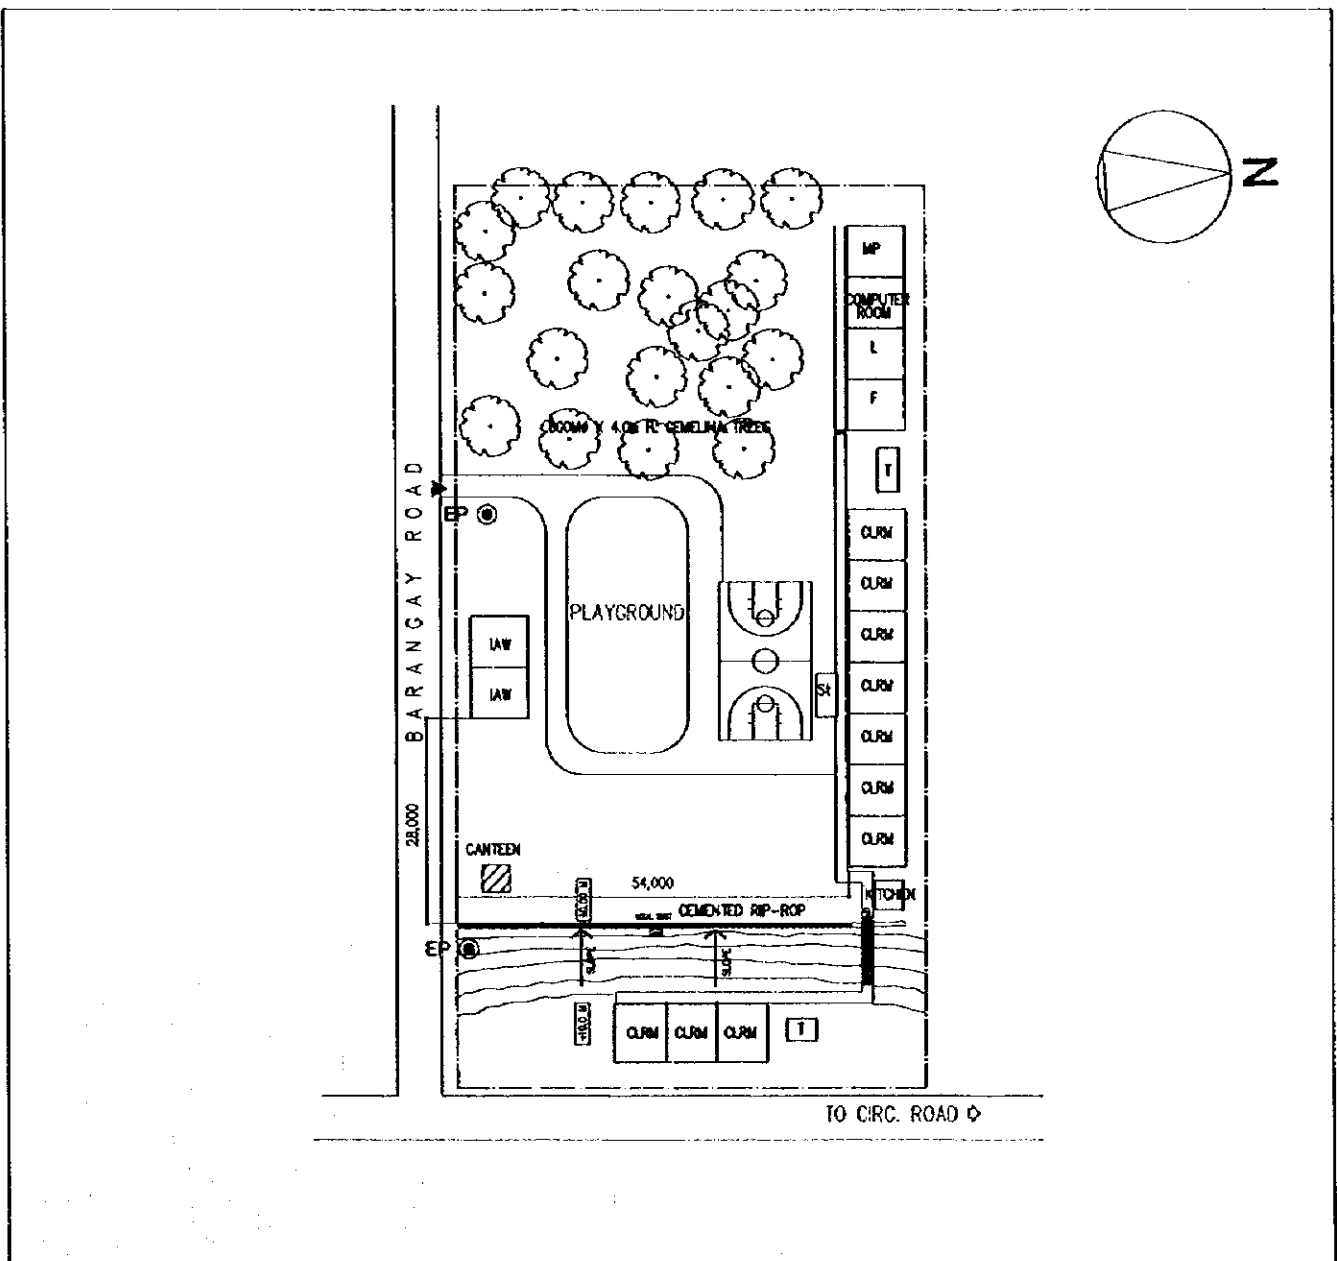 N
MP
COMPUTER
ROOM
L
F
T
BARANGAY ROAD
EP
CLRM
CLRM
CLRM
CLRM
CLRM
CLRM
CLRM
PLAYGROUND
IAW
IAW
St
28,000
CANTEEN
54,000
KITCHEN
CEMENTED RIP-ROP
EP
SLOPE
SLOPE
CLRM
CLRM
CLRM
T
TO CIRC. ROAD